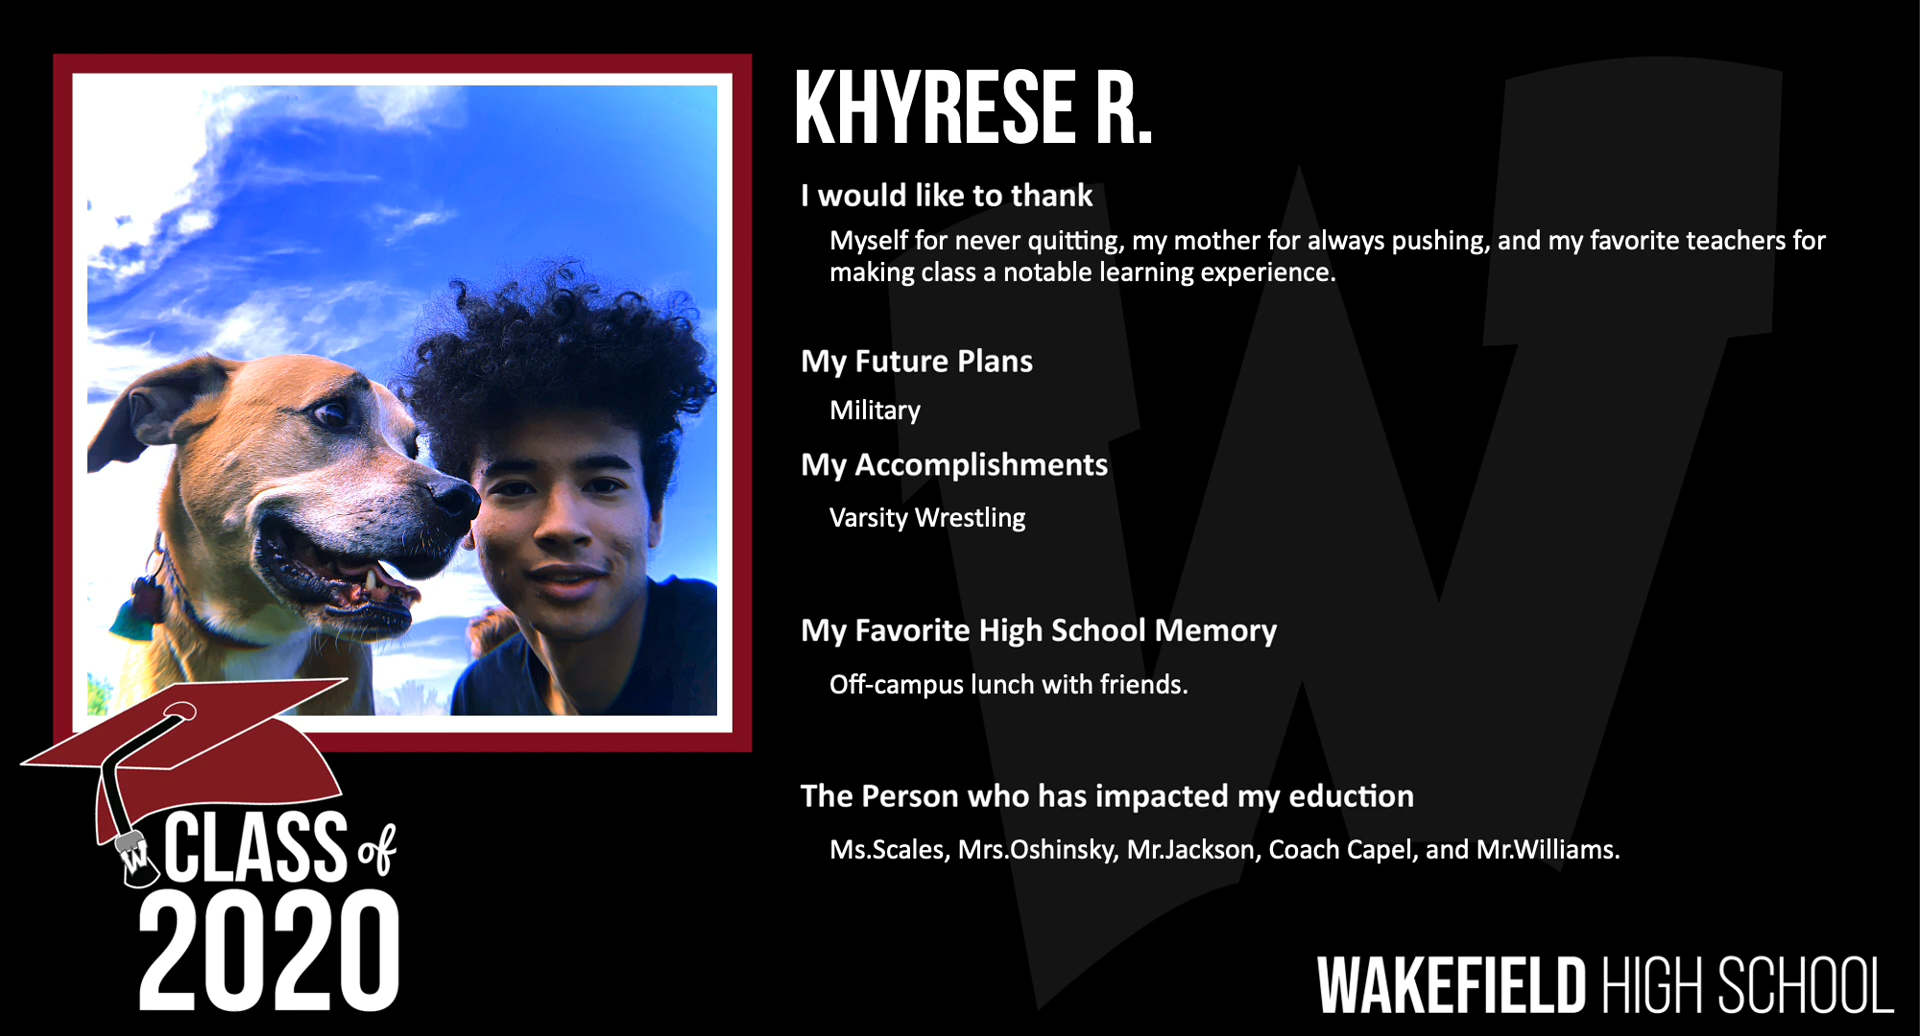 KHYRESE R.
I would like to thank
Myself for never quitting, my mother for always pushing, and my favorite teachers for
making class a notable learning experience.
My Future Plans
Military
My Accomplishments
Varsity Wrestling
My Favorite High School Memory
Off-campus lunch with friends.
The Person who has impacted my eduction
Ms.Scales, Mrs.Oshinsky, Mr.Jackson, Coach Capel, and Mr.Williams.
W
CLASS of
2020
WAKEFIELD HIGH SCHOOL